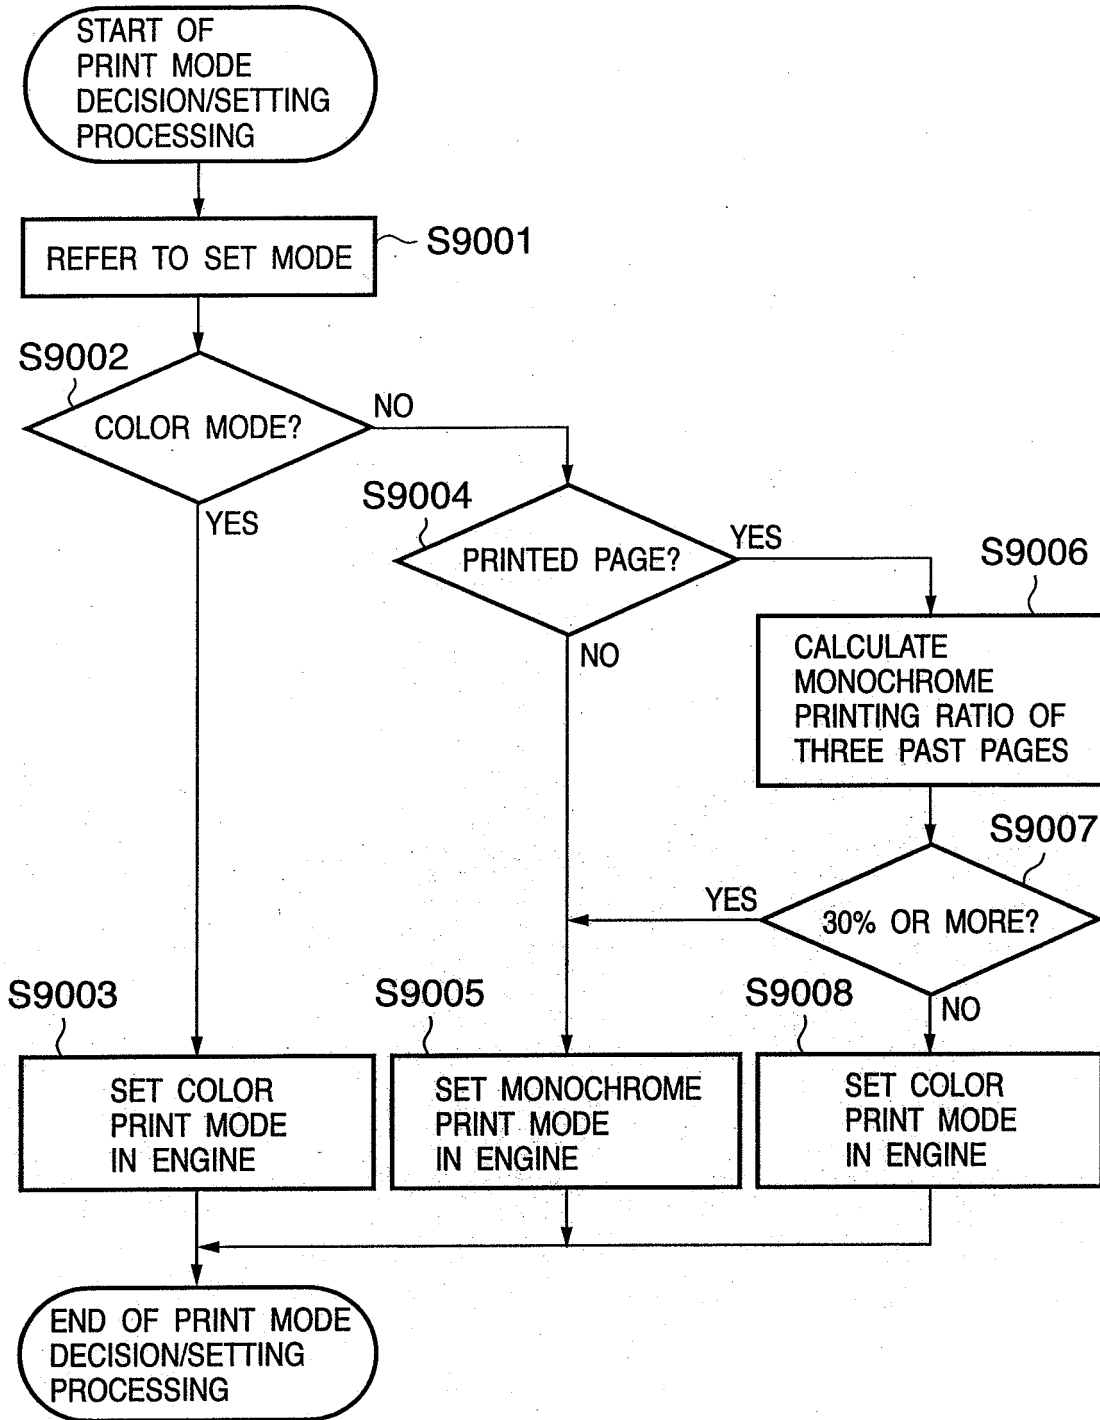 START OF
PRINT MODE
DECISION/SETTING
PROCESSING
REFER TO SET MODE
S9001
S9002
COLOR MODE?
NO
YES
S9004
PRINTED PAGE?
YES
NO
S9006
CALCULATE
MONOCHROME
PRINTING RATIO OF
THREE PAST PAGES
S9007
30% OR MORE?
YES
NO
S9003
SET COLOR
PRINT MODE
IN ENGINE
S9005
SET MONOCHROME
PRINT MODE
IN ENGINE
S9008
SET COLOR
PRINT MODE
IN ENGINE
END OF PRINT MODE
DECISION/SETTING
PROCESSING